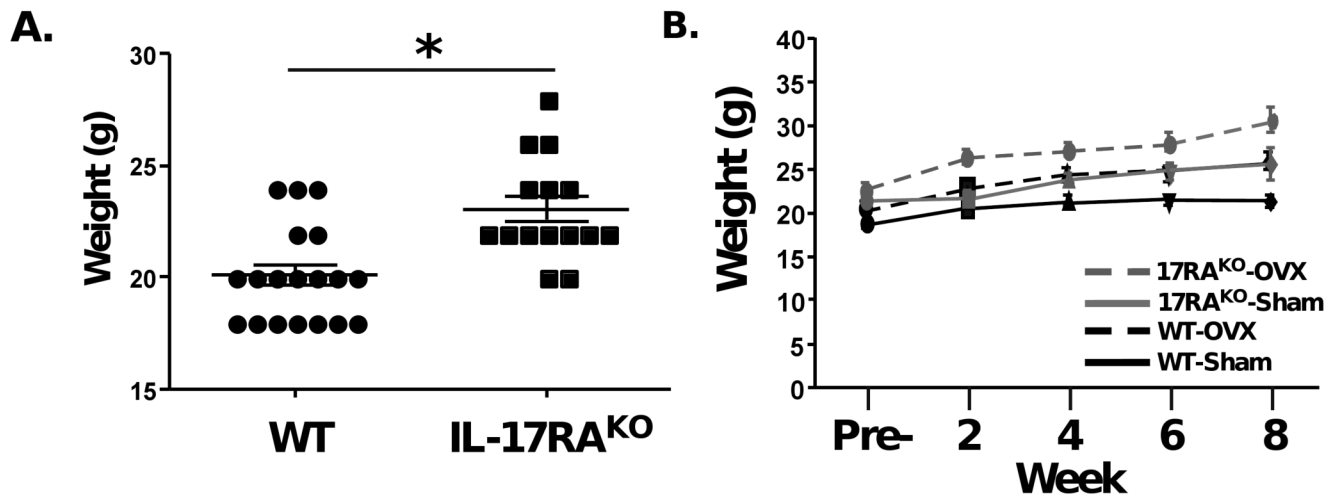 A.
*
30
25
20
15
Weight (g)
WT IL-17RAKO
B.
40
35
30
25
20
15
10
5
0
Weight (g)
17RAKO-OVX
17RAKO-Sham
WT-OVX
WT-Sham
Pre- 2 4 6 8
Week